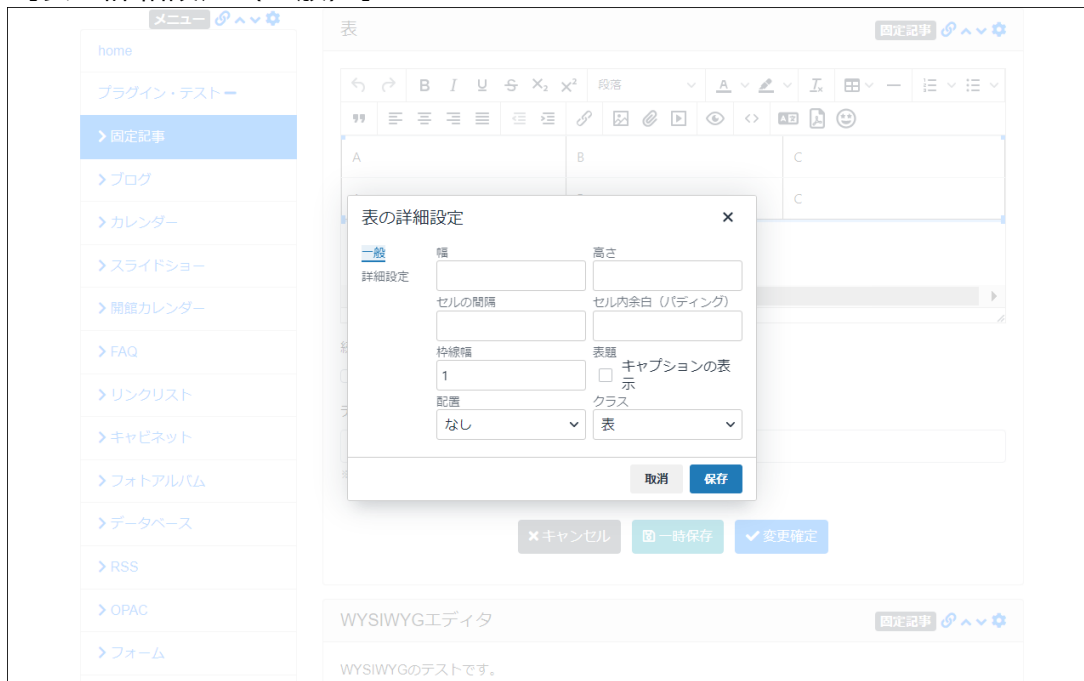 メニュー
home
プラグイン・テスト
固定記事
ブログ
カレンダー
スライドショー
開館カレンダー
FAQ
リンクリスト
キャビネット
フォトアルバム
データベース
RSS
OPAC
フォーム
表
固定記事
B I U S X₂ X² 段落 A
A B C
C
表の詳細設定
一般
詳細設定
幅 高さ
セルの間隔 セル内余白（パディング）
枠線幅 表題
1 キャプションの表
示
配置 クラス
なし 表
取消 保存
キャンセル 一時保存 変更確定
WYSIWYGエディタ
固定記事
WYSIWYGのテストです。